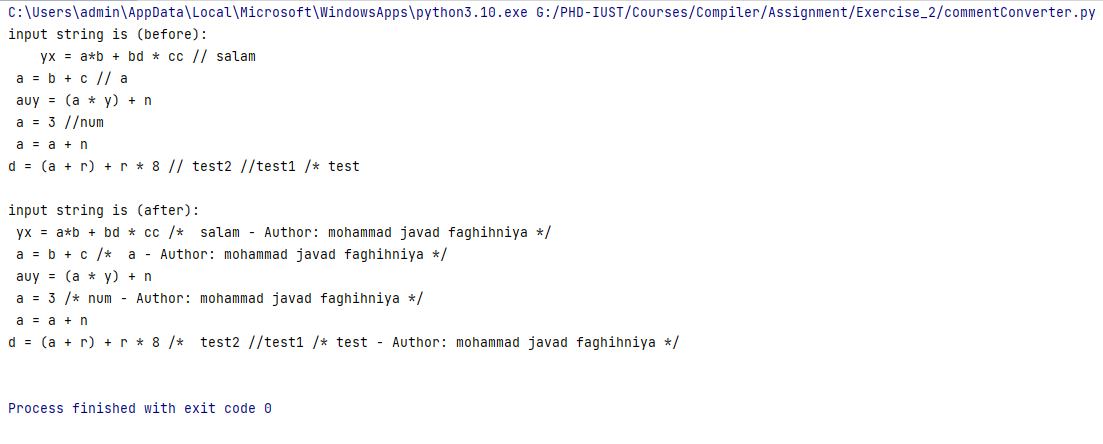 C:\Users\admin\AppData\Local\Microsoft\WindowsApps\python3.10.exe G:/PHD-IUST/Courses/Compiler/Assignment/Exercise_2/commentConverter.py
input string is (before):
    yx = a*b + bd * cc // salam
 a = b + c // a
 auy = (a * y) + n
 a = 3 //num
 a = a + n
d = (a + r) + r * 8 // test2 //test1 /* test
input string is (after):
 yx = a*b + bd * cc /*  salam - Author: mohammad javad faghihniya */
 a = b + c /*  a - Author: mohammad javad faghihniya */
 auy = (a * y) + n
 a = 3 /* num - Author: mohammad javad faghihniya */
 a = a + n
d = (a + r) + r * 8 /*  test2 //test1 /* test - Author: mohammad javad faghihniya */
Process finished with exit code 0